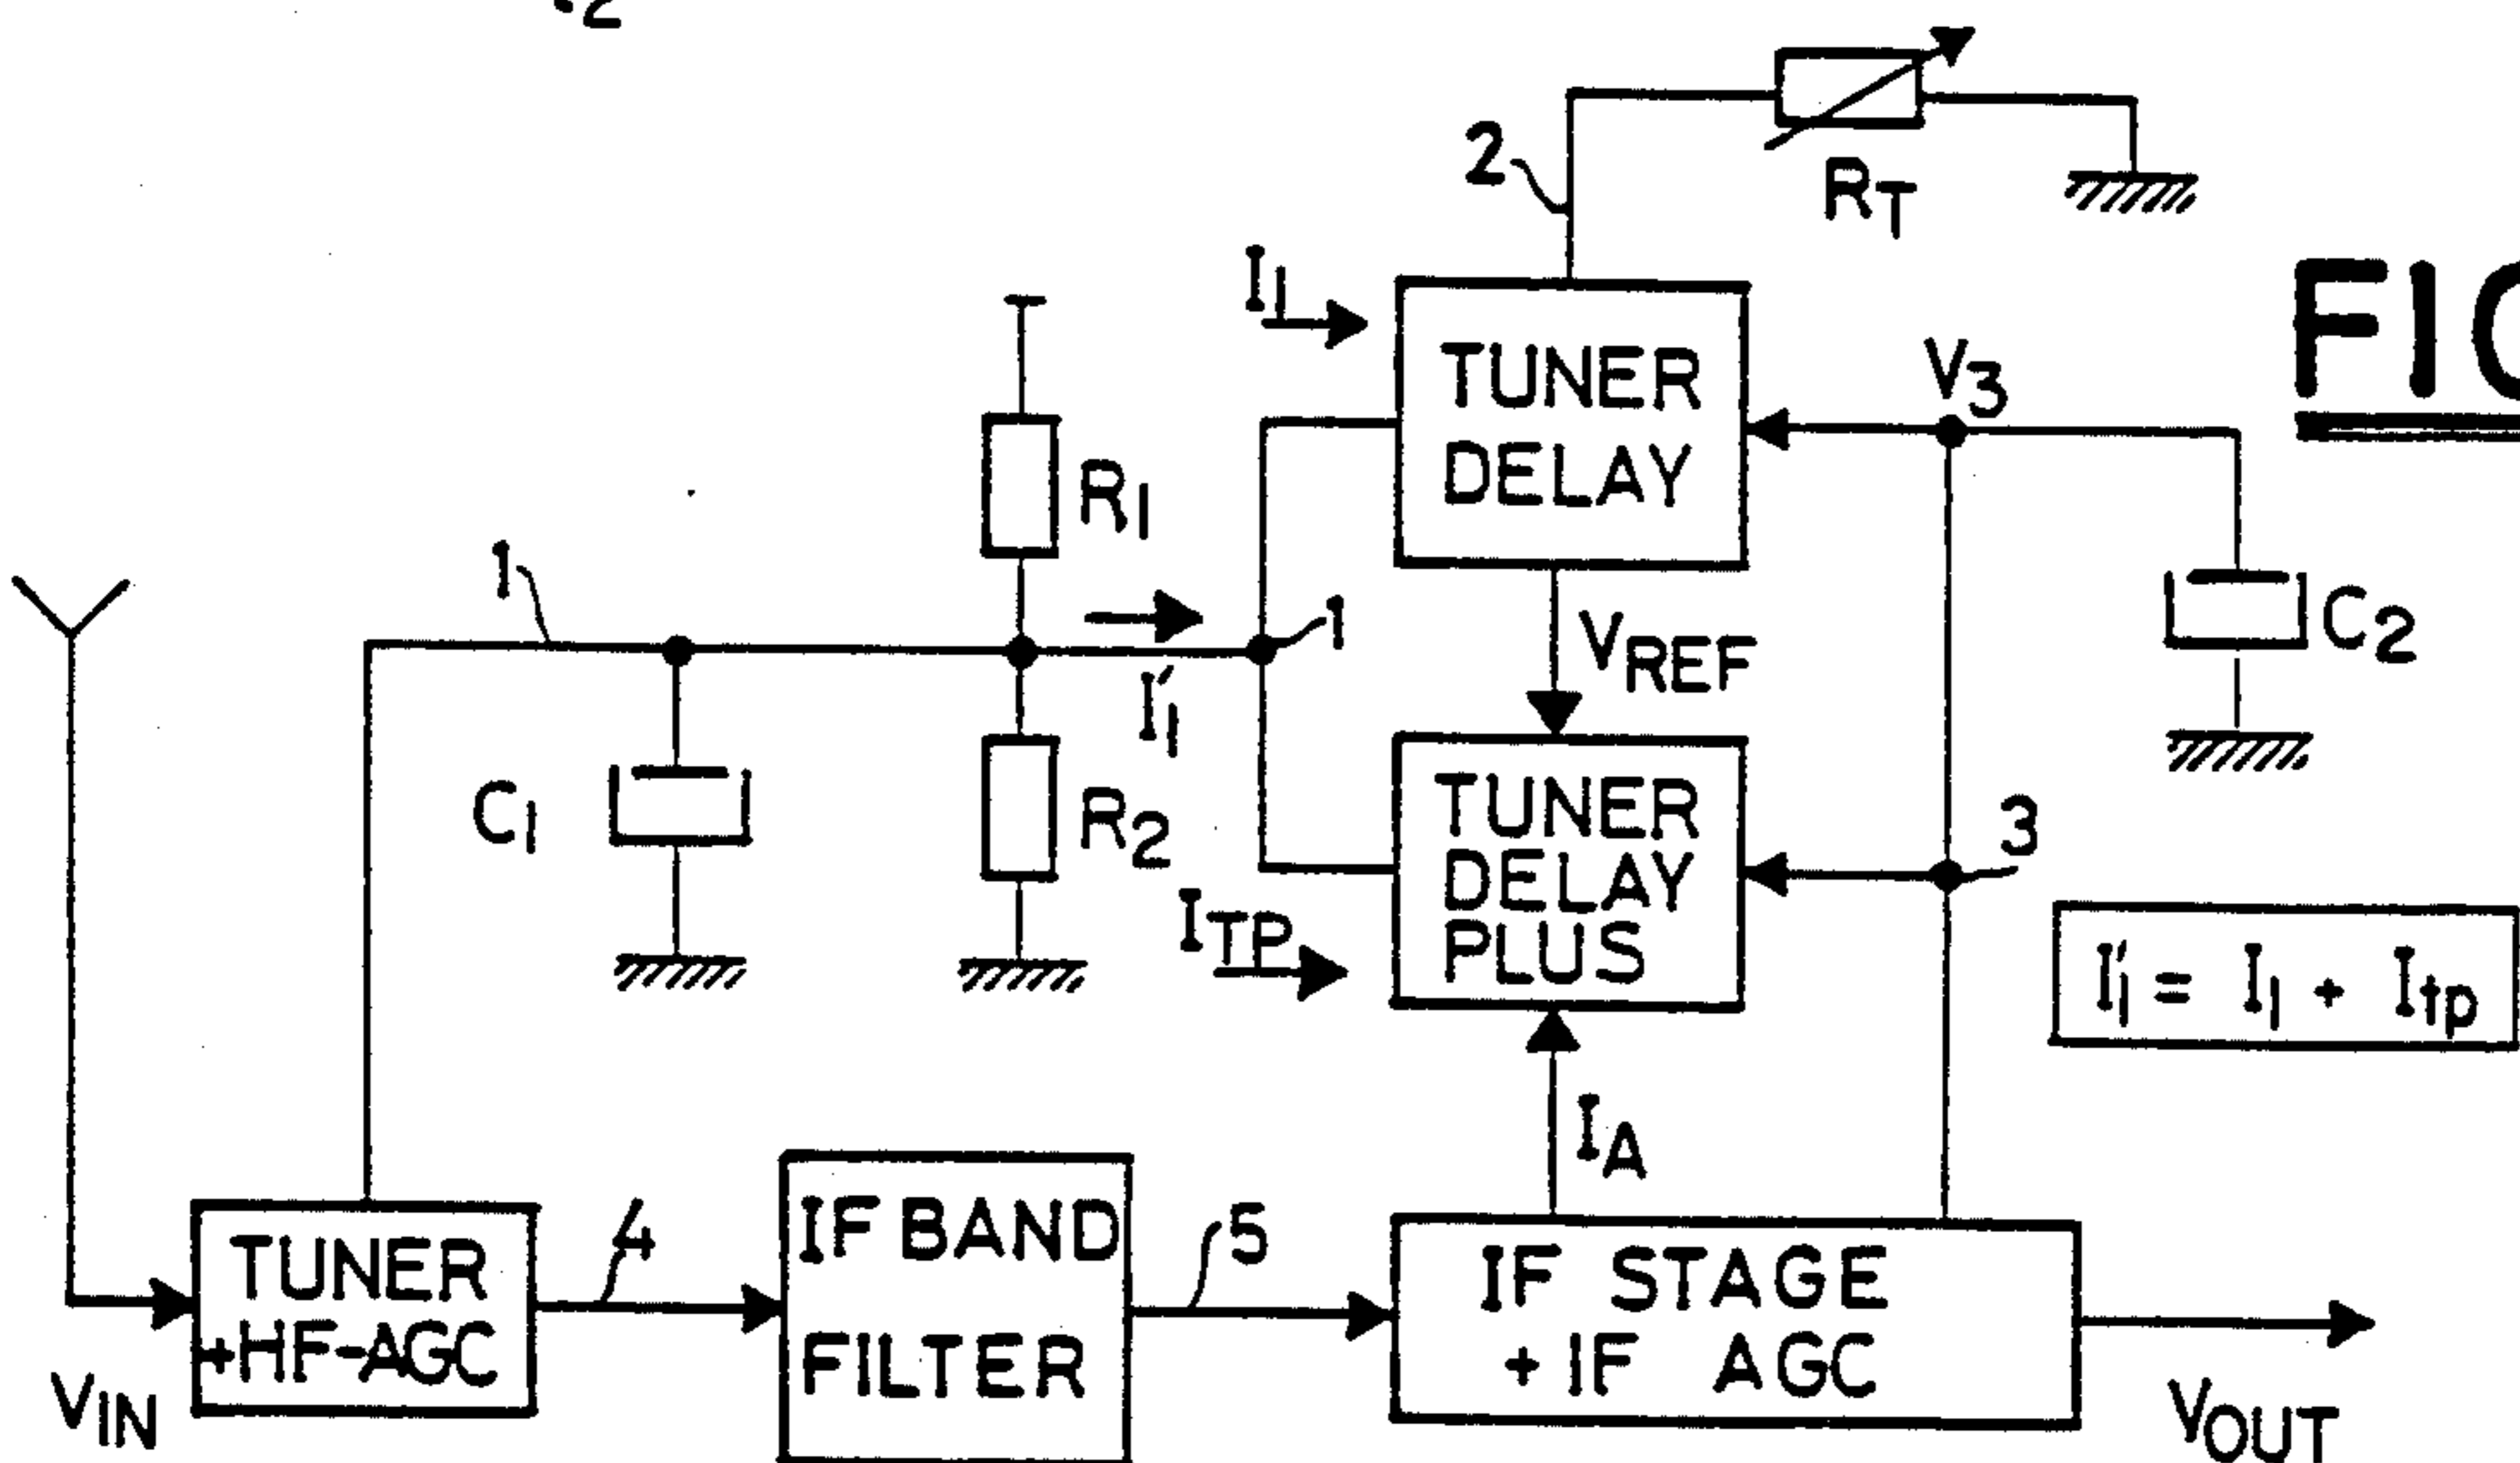 2
RT
I1
TUNER
DELAY
V3
FIG
R1
1
1
VREF
C2
I'1
C1
R2
TUNER
DELAY
PLUS
3
ITP
I'1 = I1 + Itp
IA
TUNER
+HF-AGC
4
IF BAND
FILTER
5
IF STAGE
+ IF AGC
VIN
VOUT